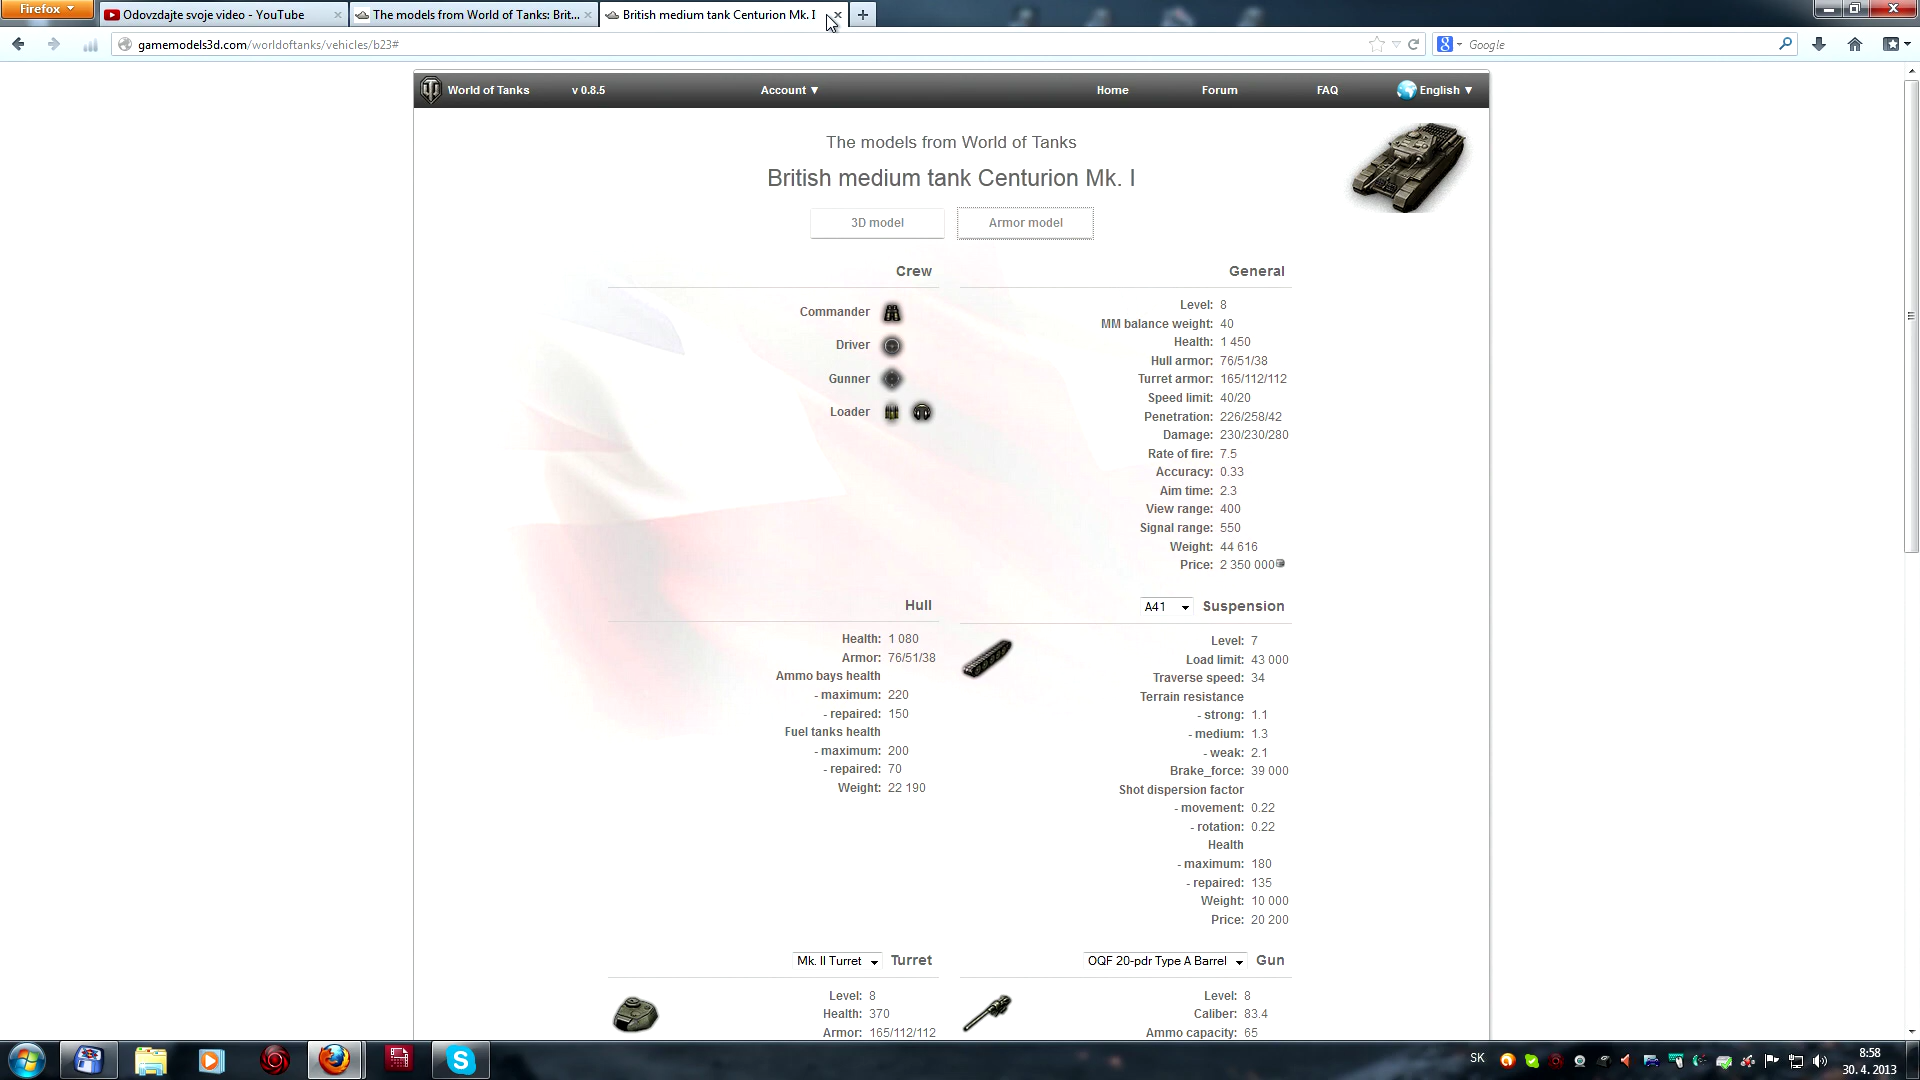 Firefox
Odovzdajte svoje video - YouTube
The models from World of Tanks: Brit...
British medium tank Centurion Mk. I
gamemodels3d.com/worldoftanks/vehicles/b23#
Google
World of Tanks
v 0.8.5
Account ▼
Home
Forum
FAQ
English ▼
The models from World of Tanks
British medium tank Centurion Mk. I
3D model
Armor model
Crew
Commander
Driver
Gunner
Loader
General
Level: 8
MM balance weight: 40
Health: 1 450
Hull armor: 76/51/38
Turret armor: 165/112/112
Speed limit: 40/20
Penetration: 226/258/42
Damage: 230/230/280
Rate of fire: 7.5
Accuracy: 0.33
Aim time: 2.3
View range: 400
Signal range: 550
Weight: 44 616
Price: 2 350 000
Hull
Health: 1 080
Armor: 76/51/38
Ammo bays health
- maximum: 220
- repaired: 150
Fuel tanks health
- maximum: 200
- repaired: 70
Weight: 22 190
A41
Suspension
Level: 7
Load limit: 43 000
Traverse speed: 34
Terrain resistance
- strong: 1.1
- medium: 1.3
- weak: 2.1
Brake_force: 39 000
Shot dispersion factor
- movement: 0.22
- rotation: 0.22
Health
- maximum: 180
- repaired: 135
Weight: 10 000
Price: 20 200
Mk. II Turret
Turret
Level: 8
Health: 370
Armor: 165/112/112
OQF 20-pdr Type A Barrel
Gun
Level: 8
Caliber: 83.4
Ammo capacity: 65
SK
8:58
30. 4. 2013